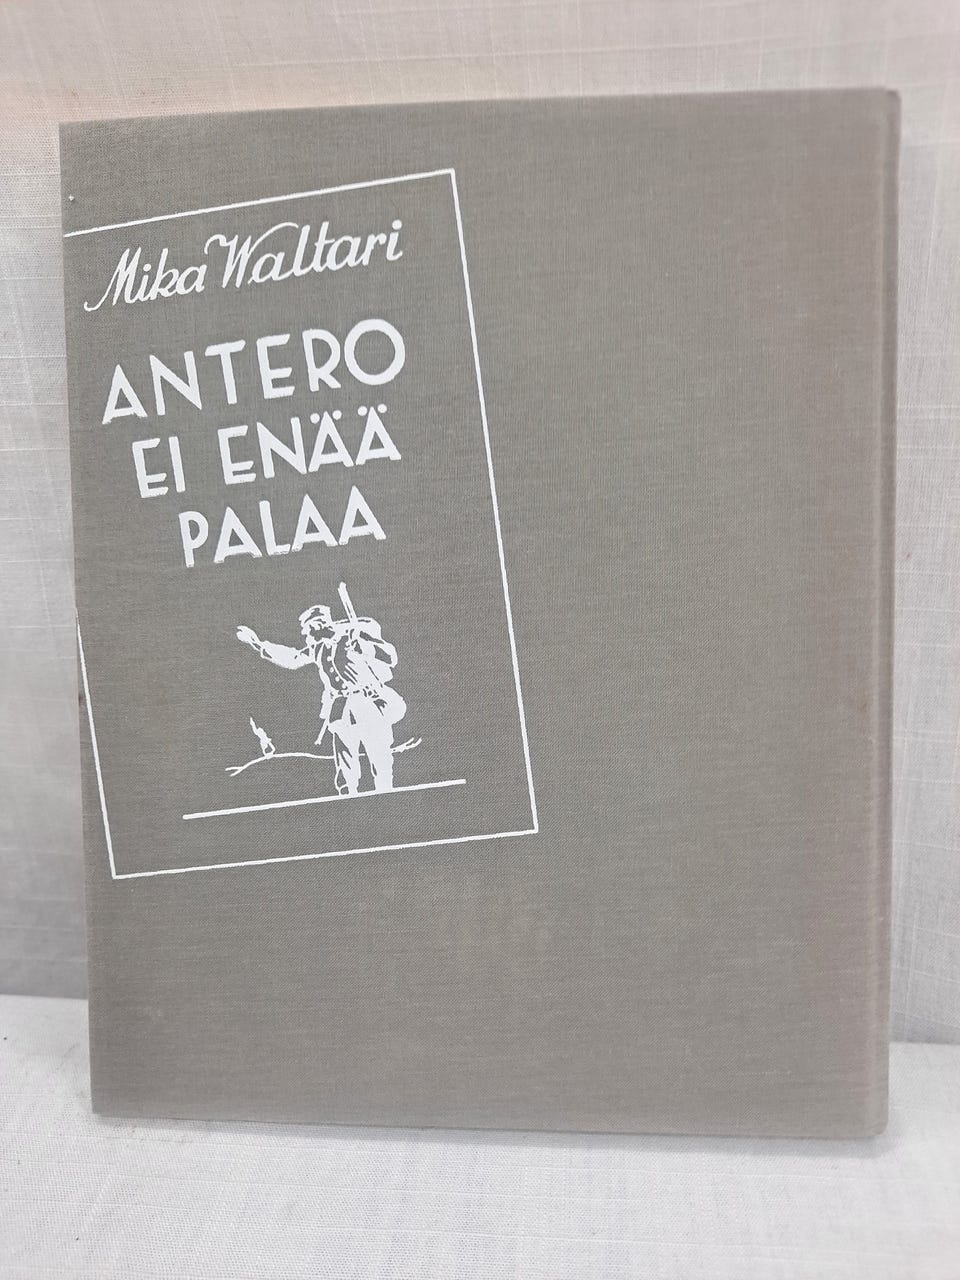 Mika Waltari
ANTERO
EI ENÄÄ
PALAA